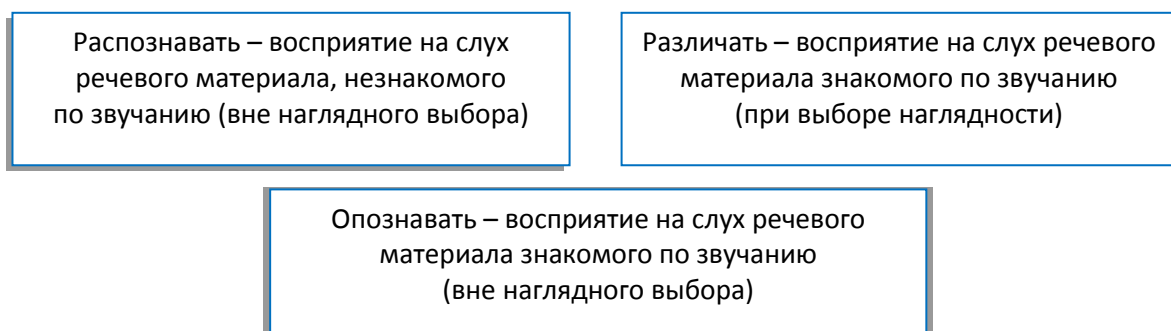 Распознавать – восприятие на слух
речевого материала, незнакомого
по звучанию (вне наглядного выбора)
Различать – восприятие на слух речевого
материала знакомого по звучанию
(при выборе наглядности)
Опознавать – восприятие на слух речевого
материала знакомого по звучанию
(вне наглядного выбора)